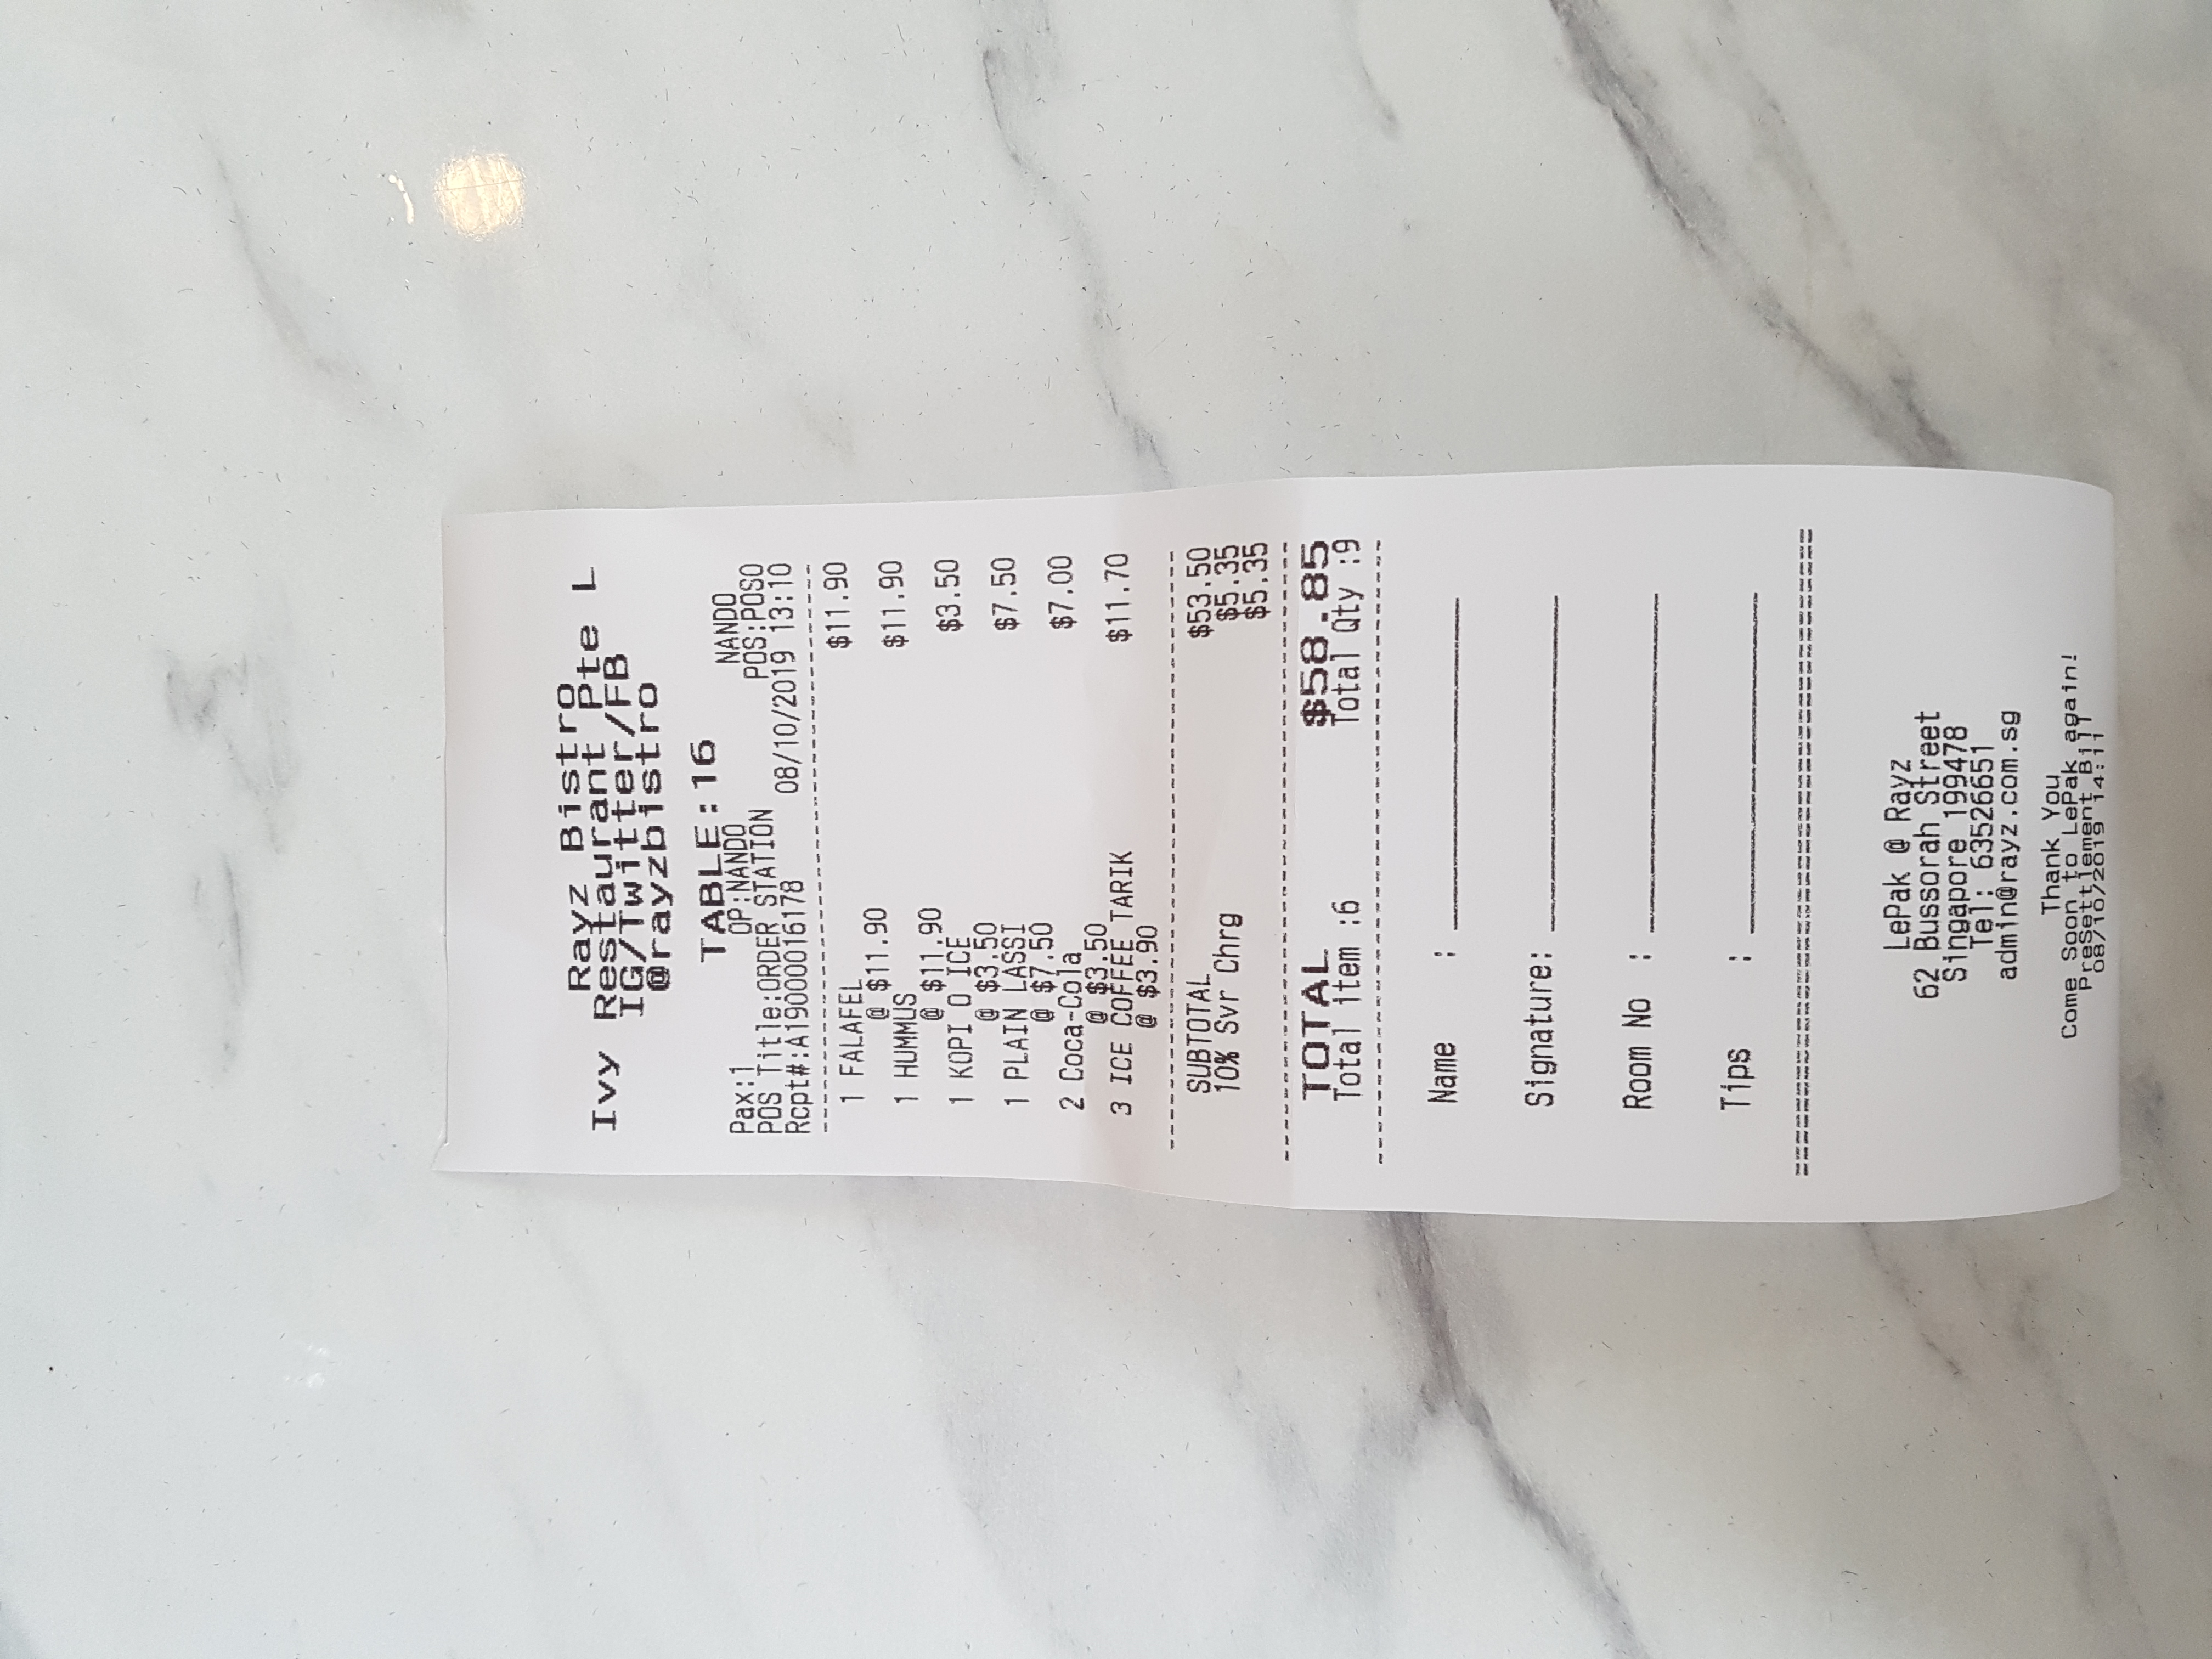 Rayz Bistro
Ivy Restaurant Pte L
IG/Twitter/FB
@rayzbistro
TABLE:16
Pax:1 OP:NANDO NANDO
POS Title:ORDER STATION POS:POSO
Rcpt#:A19000016178 08/10/2019 13:10
1 FALAFEL $11.90
@ $11.90
1 HUMMUS $11.90
@ $11.90
1 KOPI O ICE $3.50
@ $3.50
1 PLAIN LASSI $7.50
@ $7.50
2 Coca-Cola $7.00
@ $3.50
3 ICE COFFEE TARIK $11.70
@ $3.90
SUBTOTAL $53.50
10% Svr Chrg $5.35
$5.35
TOTAL $58.85
Total item :6 Total Qty :9
Name :
Signature:
Room No :
Tips :
LePak @ Rayz
62 Bussorah Street
Singapore 199478
Tel: 63526651
admin@rayz.com.sg
Thank You
Come Soon to LePak again!
PreSettlement Bill
08/10/2019 14:11